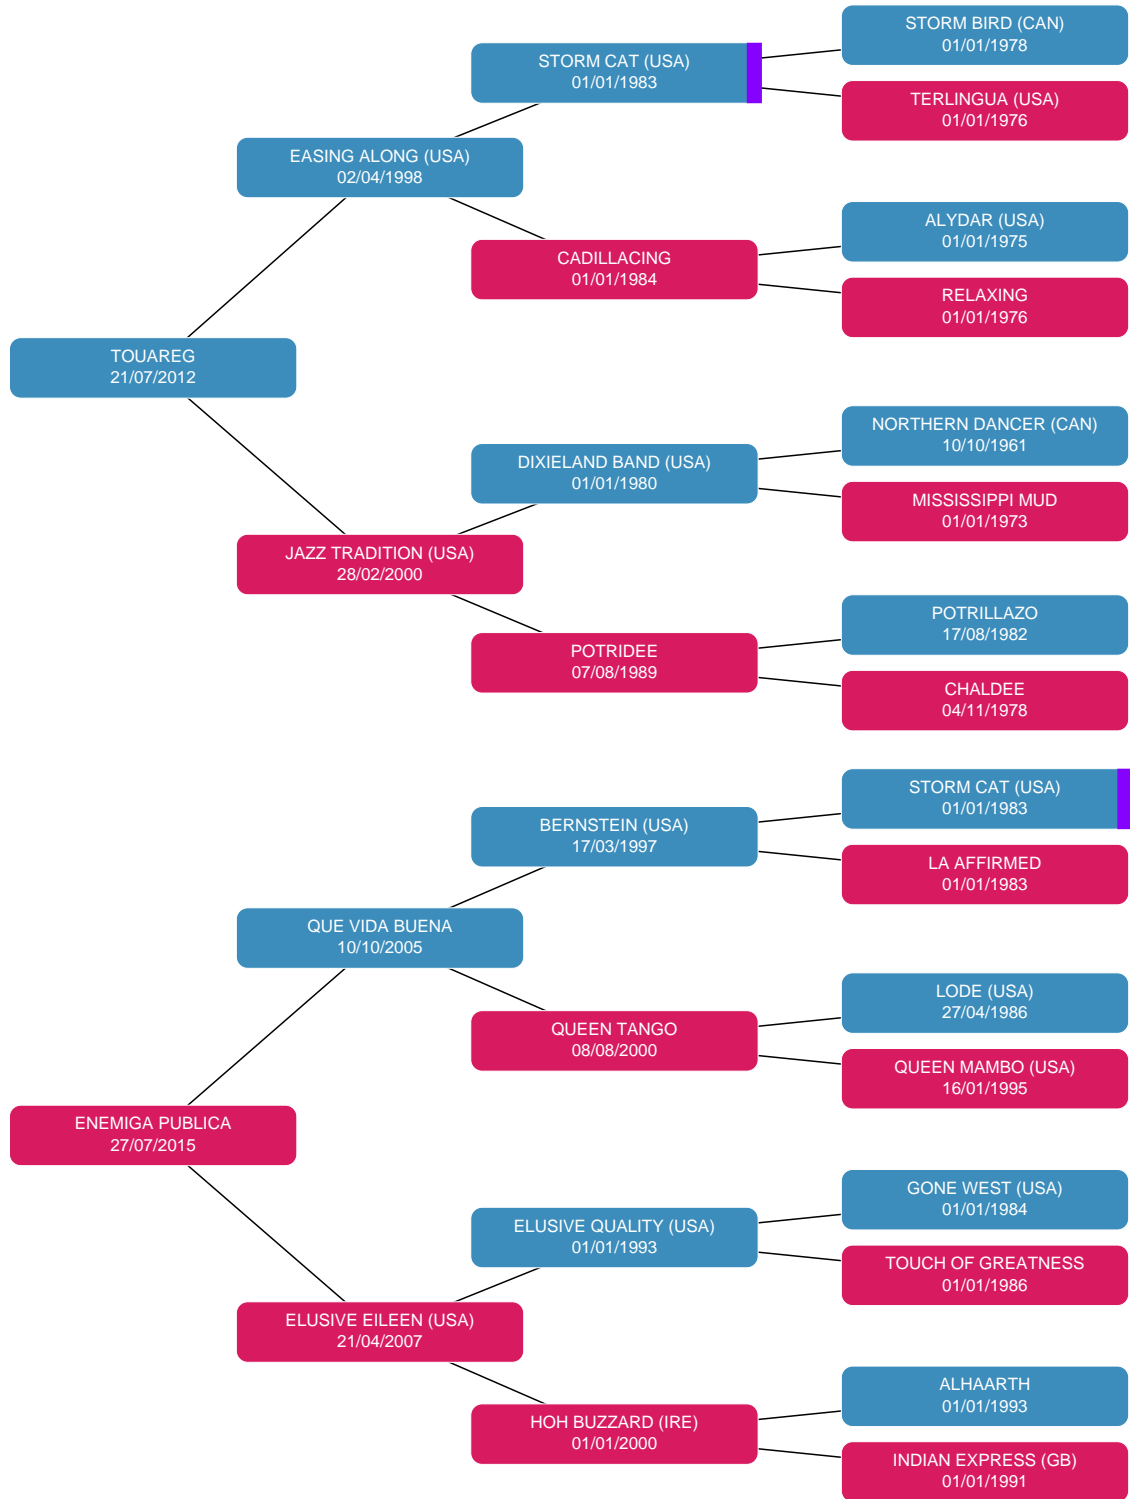 STORM BIRD (CAN)
01/01/1978
STORM CAT (USA)
01/01/1983
TERLINGUA (USA)
01/01/1976
EASING ALONG (USA)
02/04/1998
ALYDAR (USA)
01/01/1975
CADILLACING
01/01/1984
RELAXING
01/01/1976
TOUAREG
21/07/2012
NORTHERN DANCER (CAN)
10/10/1961
DIXIELAND BAND (USA)
01/01/1980
MISSISSIPPI MUD
01/01/1973
JAZZ TRADITION (USA)
28/02/2000
POTRILLAZO
17/08/1982
POTRIDEE
07/08/1989
CHALDEE
04/11/1978
STORM CAT (USA)
01/01/1983
BERNSTEIN (USA)
17/03/1997
LA AFFIRMED
01/01/1983
QUE VIDA BUENA
10/10/2005
LODE (USA)
27/04/1986
QUEEN TANGO
08/08/2000
QUEEN MAMBO (USA)
16/01/1995
ENEMIGA PUBLICA
27/07/2015
GONE WEST (USA)
01/01/1984
ELUSIVE QUALITY (USA)
01/01/1993
TOUCH OF GREATNESS
01/01/1986
ELUSIVE EILEEN (USA)
21/04/2007
ALHAARTH
01/01/1993
HOH BUZZARD (IRE)
01/01/2000
INDIAN EXPRESS (GB)
01/01/1991